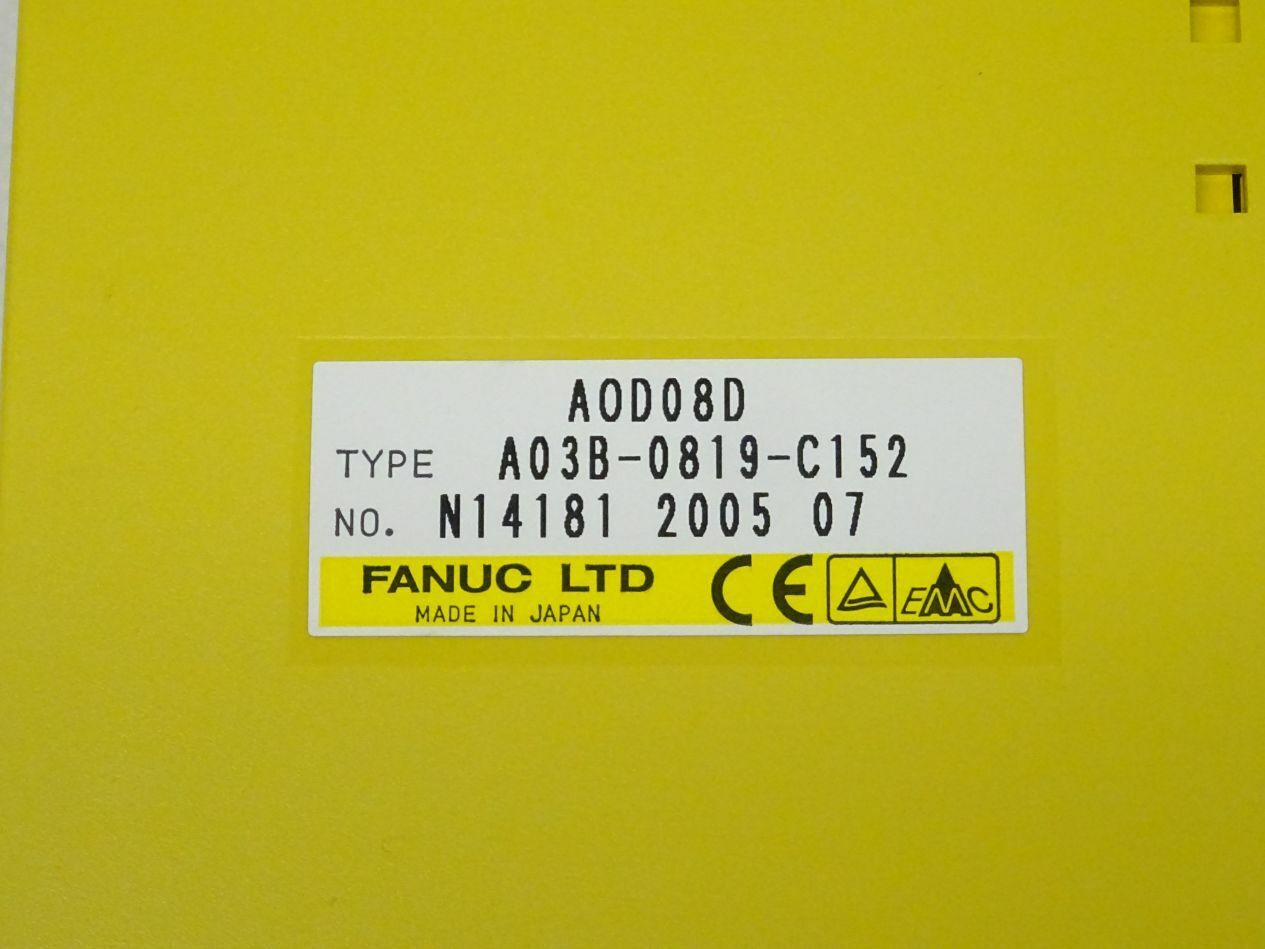 AOD08D
TYPE A03B-0819-C152
NO. N14181 2005 07
FANUC LTD
MADE IN JAPAN
CE
EMC